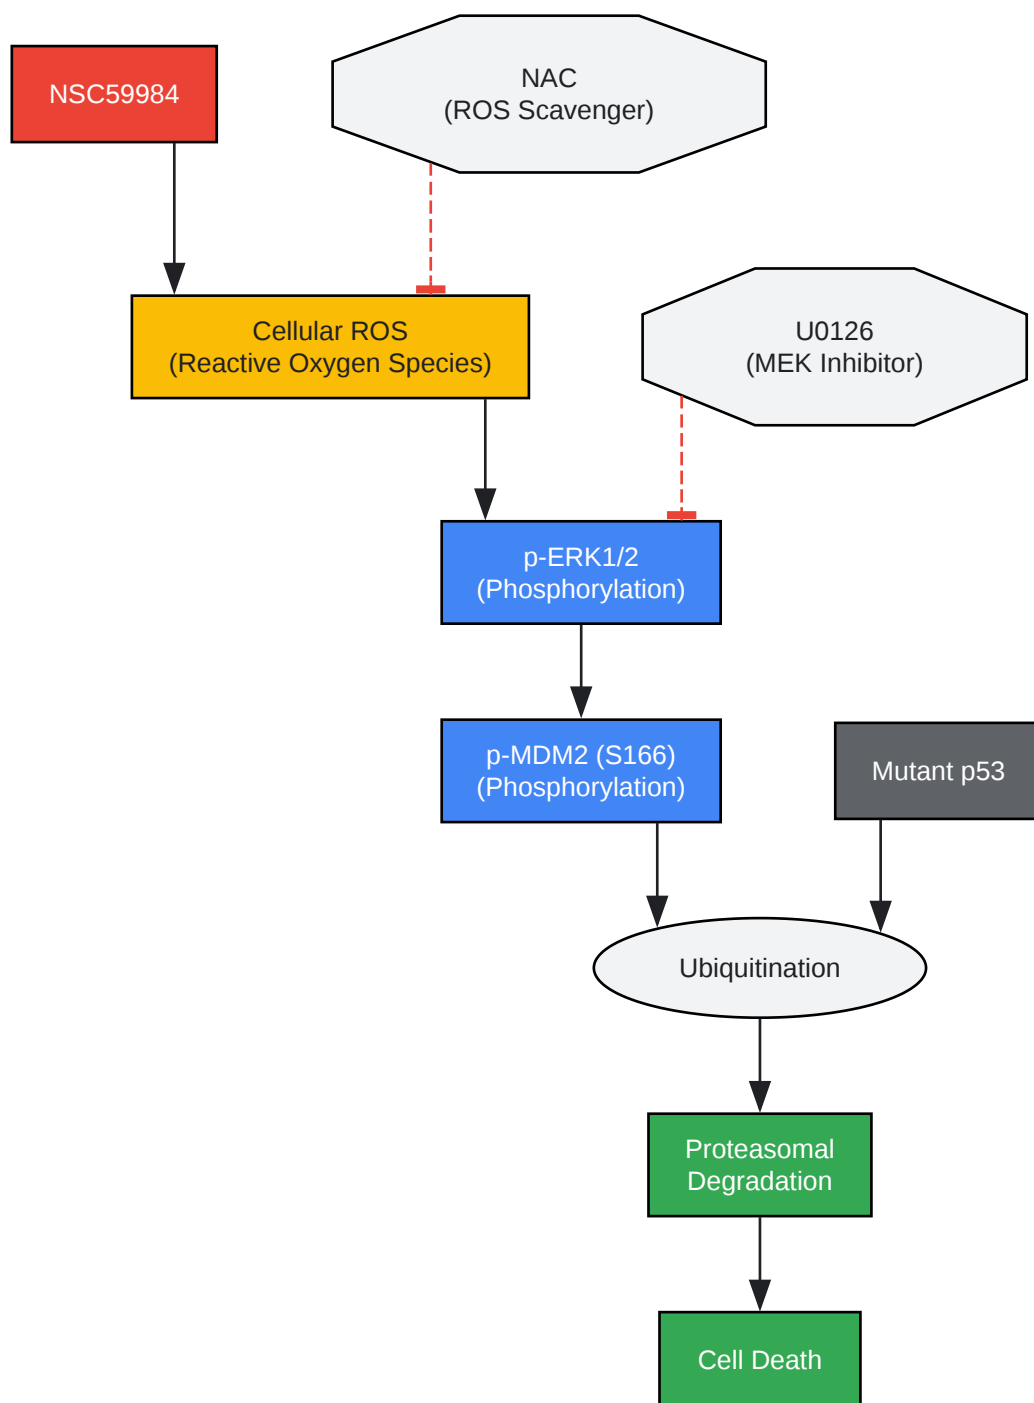 NSC59984
NAC
(ROS Scavenger)
Cellular ROS
(Reactive Oxygen Species)
U0126
(MEK Inhibitor)
p-ERK1/2
(Phosphorylation)
p-MDM2 (S166)
(Phosphorylation)
Mutant p53
Ubiquitination
Proteasomal
Degradation
Cell Death